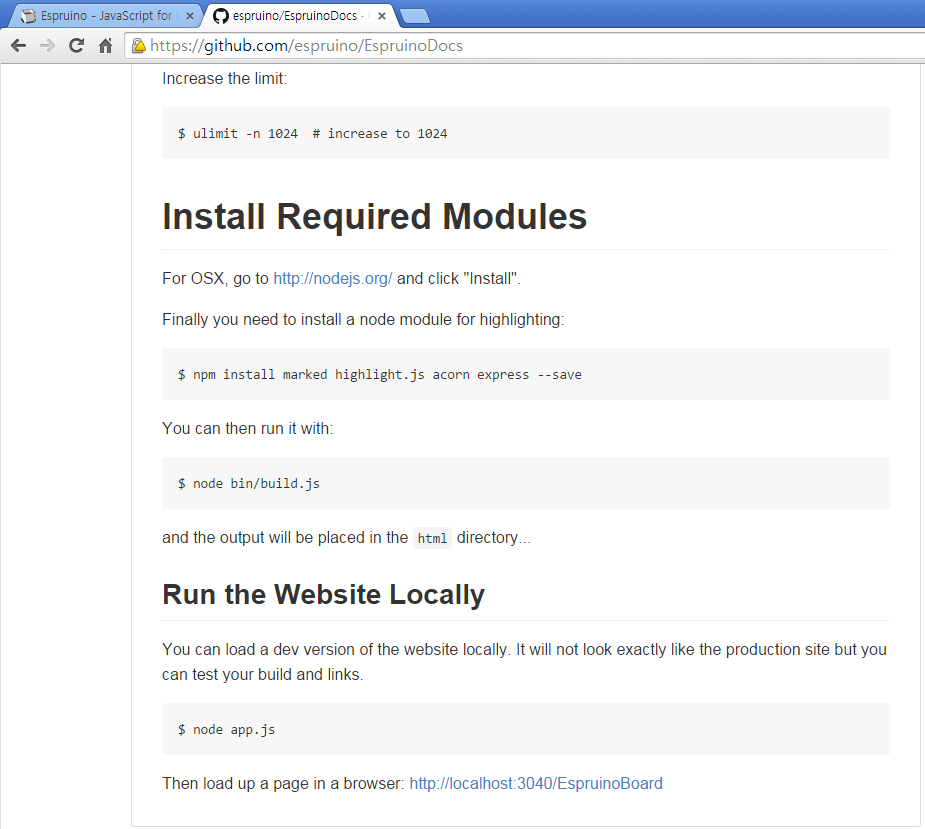 Espruino - JavaScript for
espruino/EspruinoDocs ·
https://github.com/espruino/EspruinoDocs
Increase the limit:
$ ulimit -n 1024  # increase to 1024
Install Required Modules
For OSX, go to http://nodejs.org/ and click "Install".
Finally you need to install a node module for highlighting:
$ npm install marked highlight.js acorn express --save
You can then run it with:
$ node bin/build.js
and the output will be placed in the html directory...
Run the Website Locally
You can load a dev version of the website locally. It will not look exactly like the production site but you
can test your build and links.
$ node app.js
Then load up a page in a browser: http://localhost:3040/EspruinoBoard